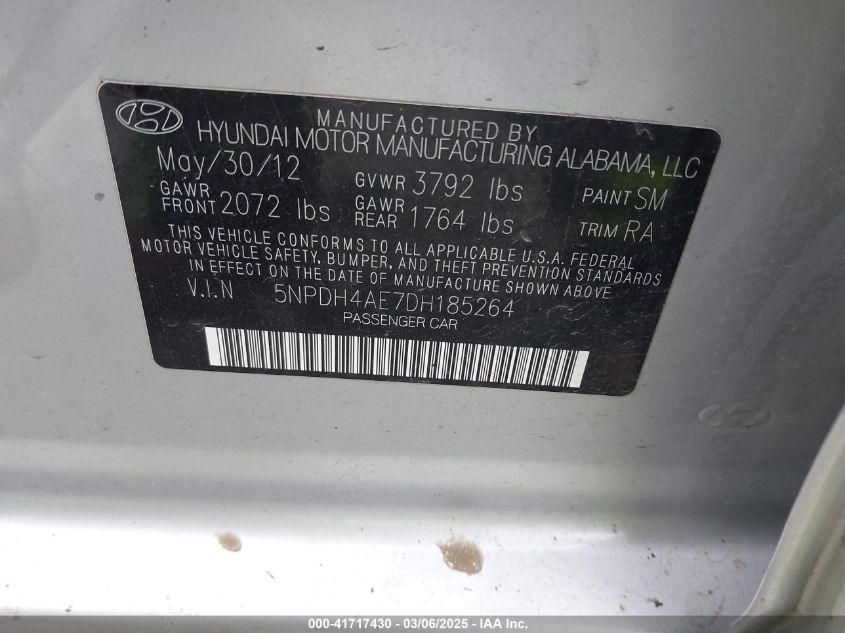 MANUFACTURED BY
HYUNDAI MOTOR MANUFACTURING ALABAMA, LLC
May/30/12 GVWR 3792 lbs PAINT SM
GAWR FRONT 2072 lbs GAWR REAR 1764 lbs TRIM RA
THIS VEHICLE CONFORMS TO ALL APPLICABLE U.S.A. FEDERAL
MOTOR VEHICLE SAFETY, BUMPER, AND THEFT PREVENTION STANDARDS
IN EFFECT ON THE DATE OF MANUFACTURE SHOWN ABOVE.
V.I.N 5NPDH4AE7DH185264
PASSENGER CAR
000-41717430 - 03/06/2025 - IAA Inc.